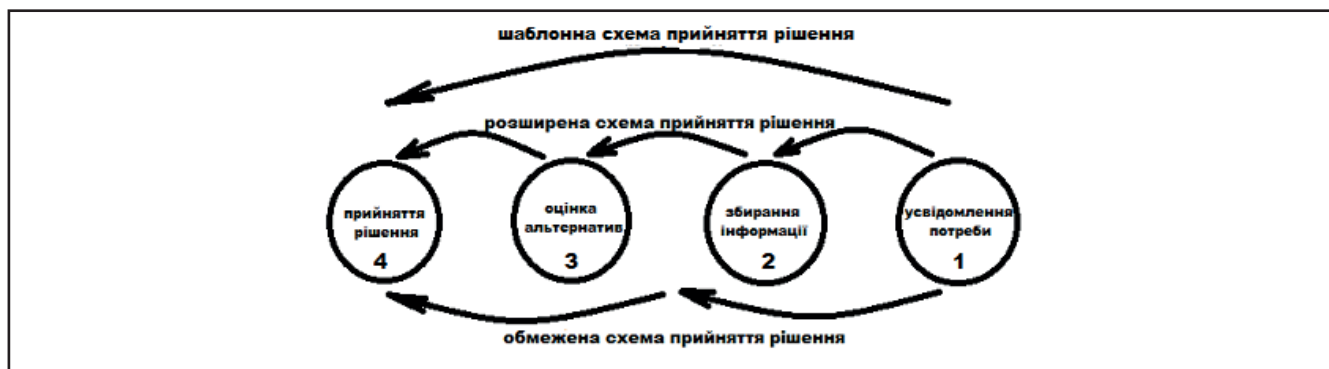 шаблонна схема прийняття рішення
розширена схема прийняття рішення
прийняття
рішення
4
оцінка
альтернатив
3
збирання
інформації
2
усвідомлення
потреби
1
обмежена схема прийняття рішення